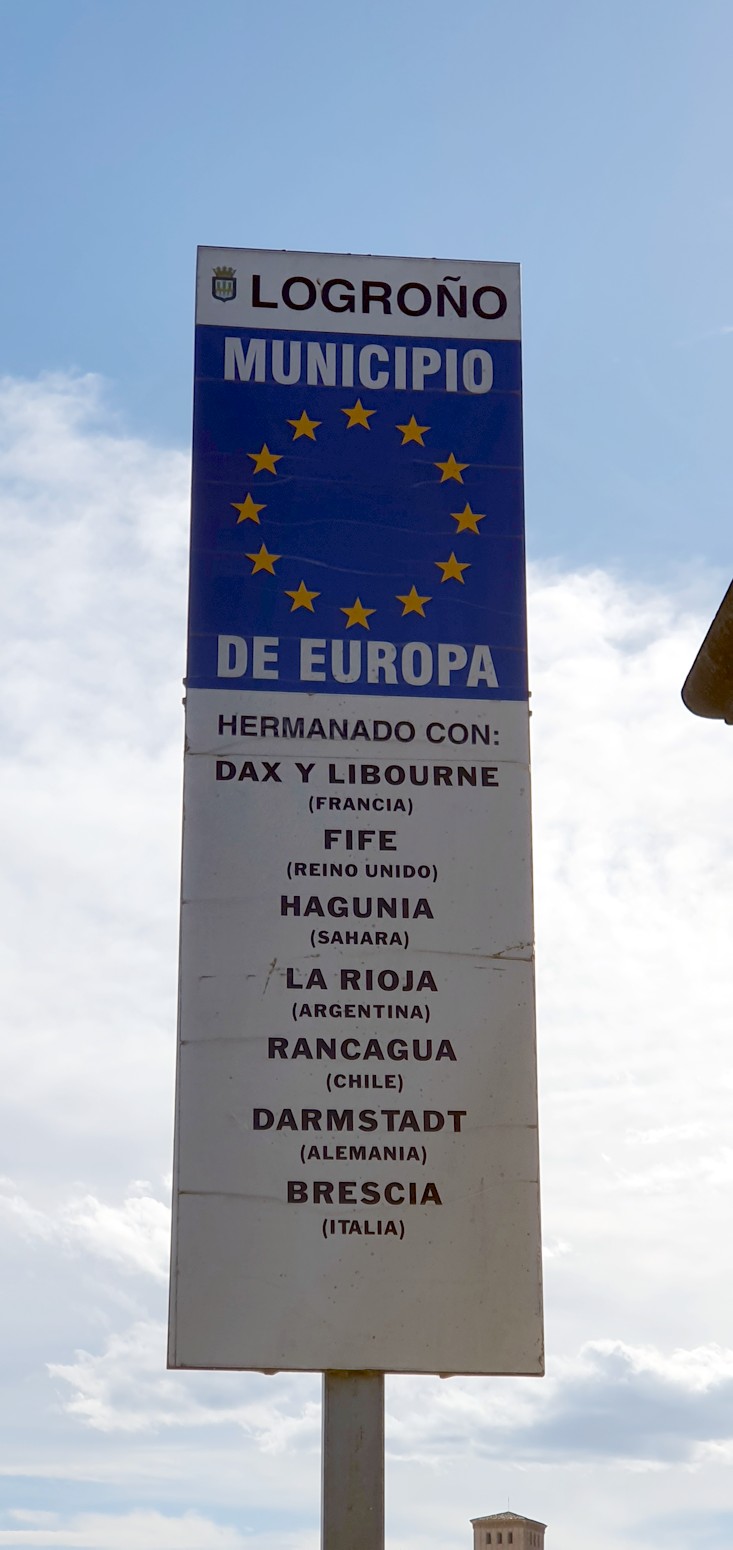 LOGROÑO
MUNICIPIO
DE EUROPA
HERMANADO CON:
DAX Y LIBOURNE
(FRANCIA)
FIFE
(REINO UNIDO)
HAGUNIA
(SAHARA)
LA RIOJA
(ARGENTINA)
RANCAGUA
(CHILE)
DARMSTADT
(ALEMANIA)
BRESCIA
(ITALIA)